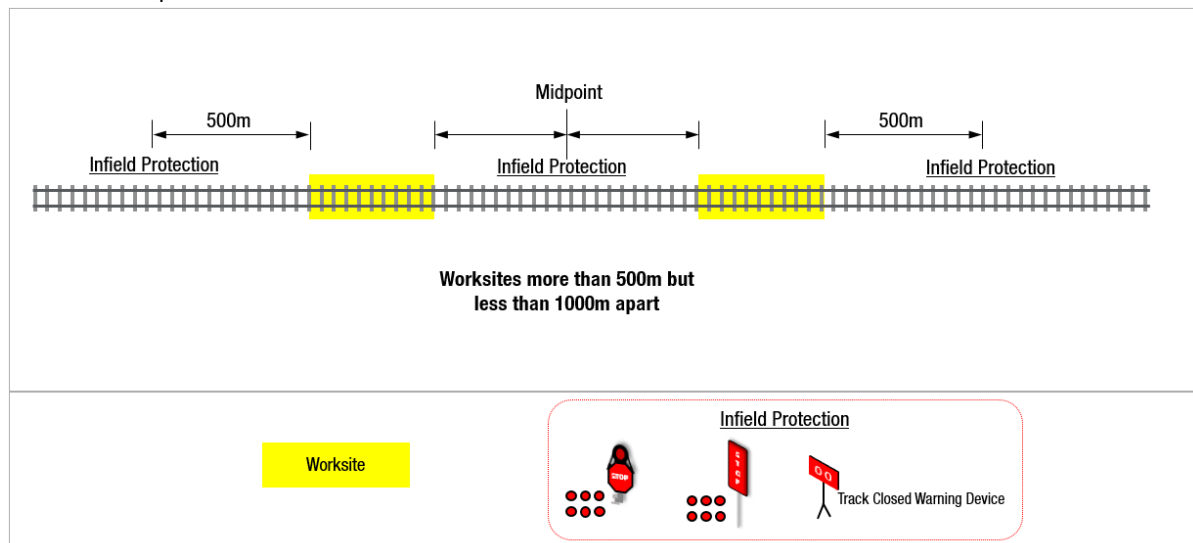 Midpoint
500m
500m
Infield Protection
Infield Protection
Infield Protection
Worksites more than 500m but
less than 1000m apart
Infield Protection
Worksite
STOP
STOP
Track Closed Warning Device